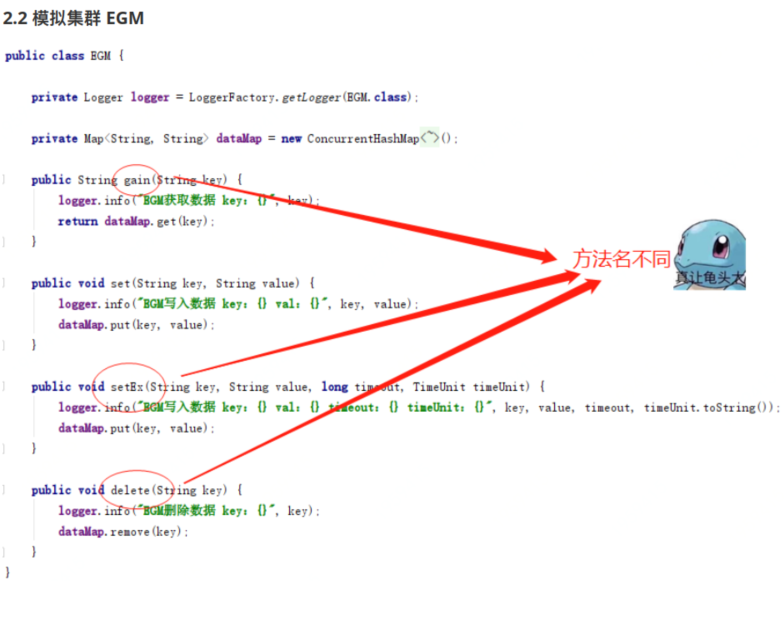 2.2 模拟集群 EGM
public class EGM {
private Logger logger = LoggerFactory.getLogger(EGM.class);
private Map<String, String> dataMap = new ConcurrentHashMap<~>();
public String gain(String key) {
logger.info("EGM获取数据 key: {}", key);
return dataMap.get(key);
}
public void set(String key, String value) {
logger.info("EGM写入数据 key: {} val: {}", key, value);
dataMap.put(key, value);
}
public void setEx(String key, String value, long timeout, TimeUnit timeUnit) {
logger.info("EGM写入数据 key: {} val: {} timeout: {} timeUnit: {}", key, value, timeout, timeUnit.toString());
dataMap.put(key, value);
}
public void delete(String key) {
logger.info("EGM删除数据 key: {}", key);
dataMap.remove(key);
}
}
方法名不同
真让龟头大